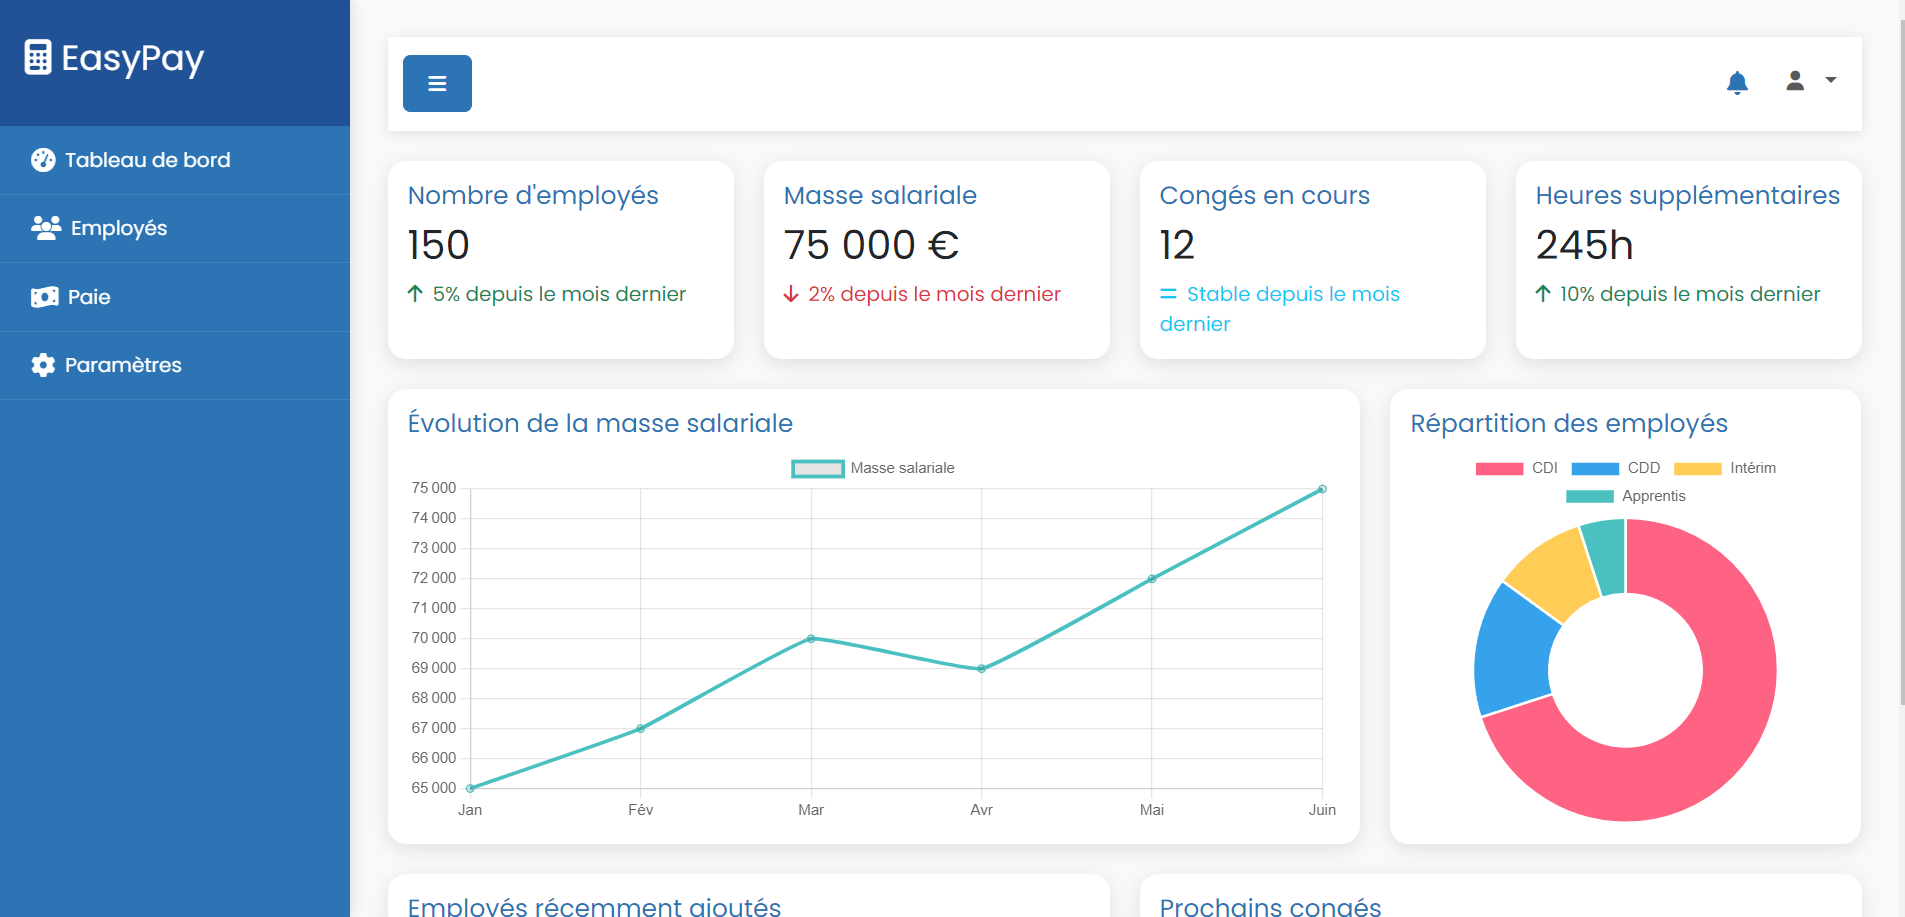 EasyPay
Tableau de bord
Employés
Paie
Paramètres
Nombre d'employés
150
5% depuis le mois dernier
Masse salariale
75 000 €
2% depuis le mois dernier
Congés en cours
12
Stable depuis le mois
dernier
Heures supplémentaires
245h
10% depuis le mois dernier
Évolution de la masse salariale
Masse salariale
75 000
74 000
73 000
72 000
71 000
70 000
69 000
68 000
67 000
66 000
65 000
Jan Fév Mar Avr Mai Juin
Répartition des employés
CDI CDD Intérim
Apprentis
Employés récemment ajoutés
Prochains congés